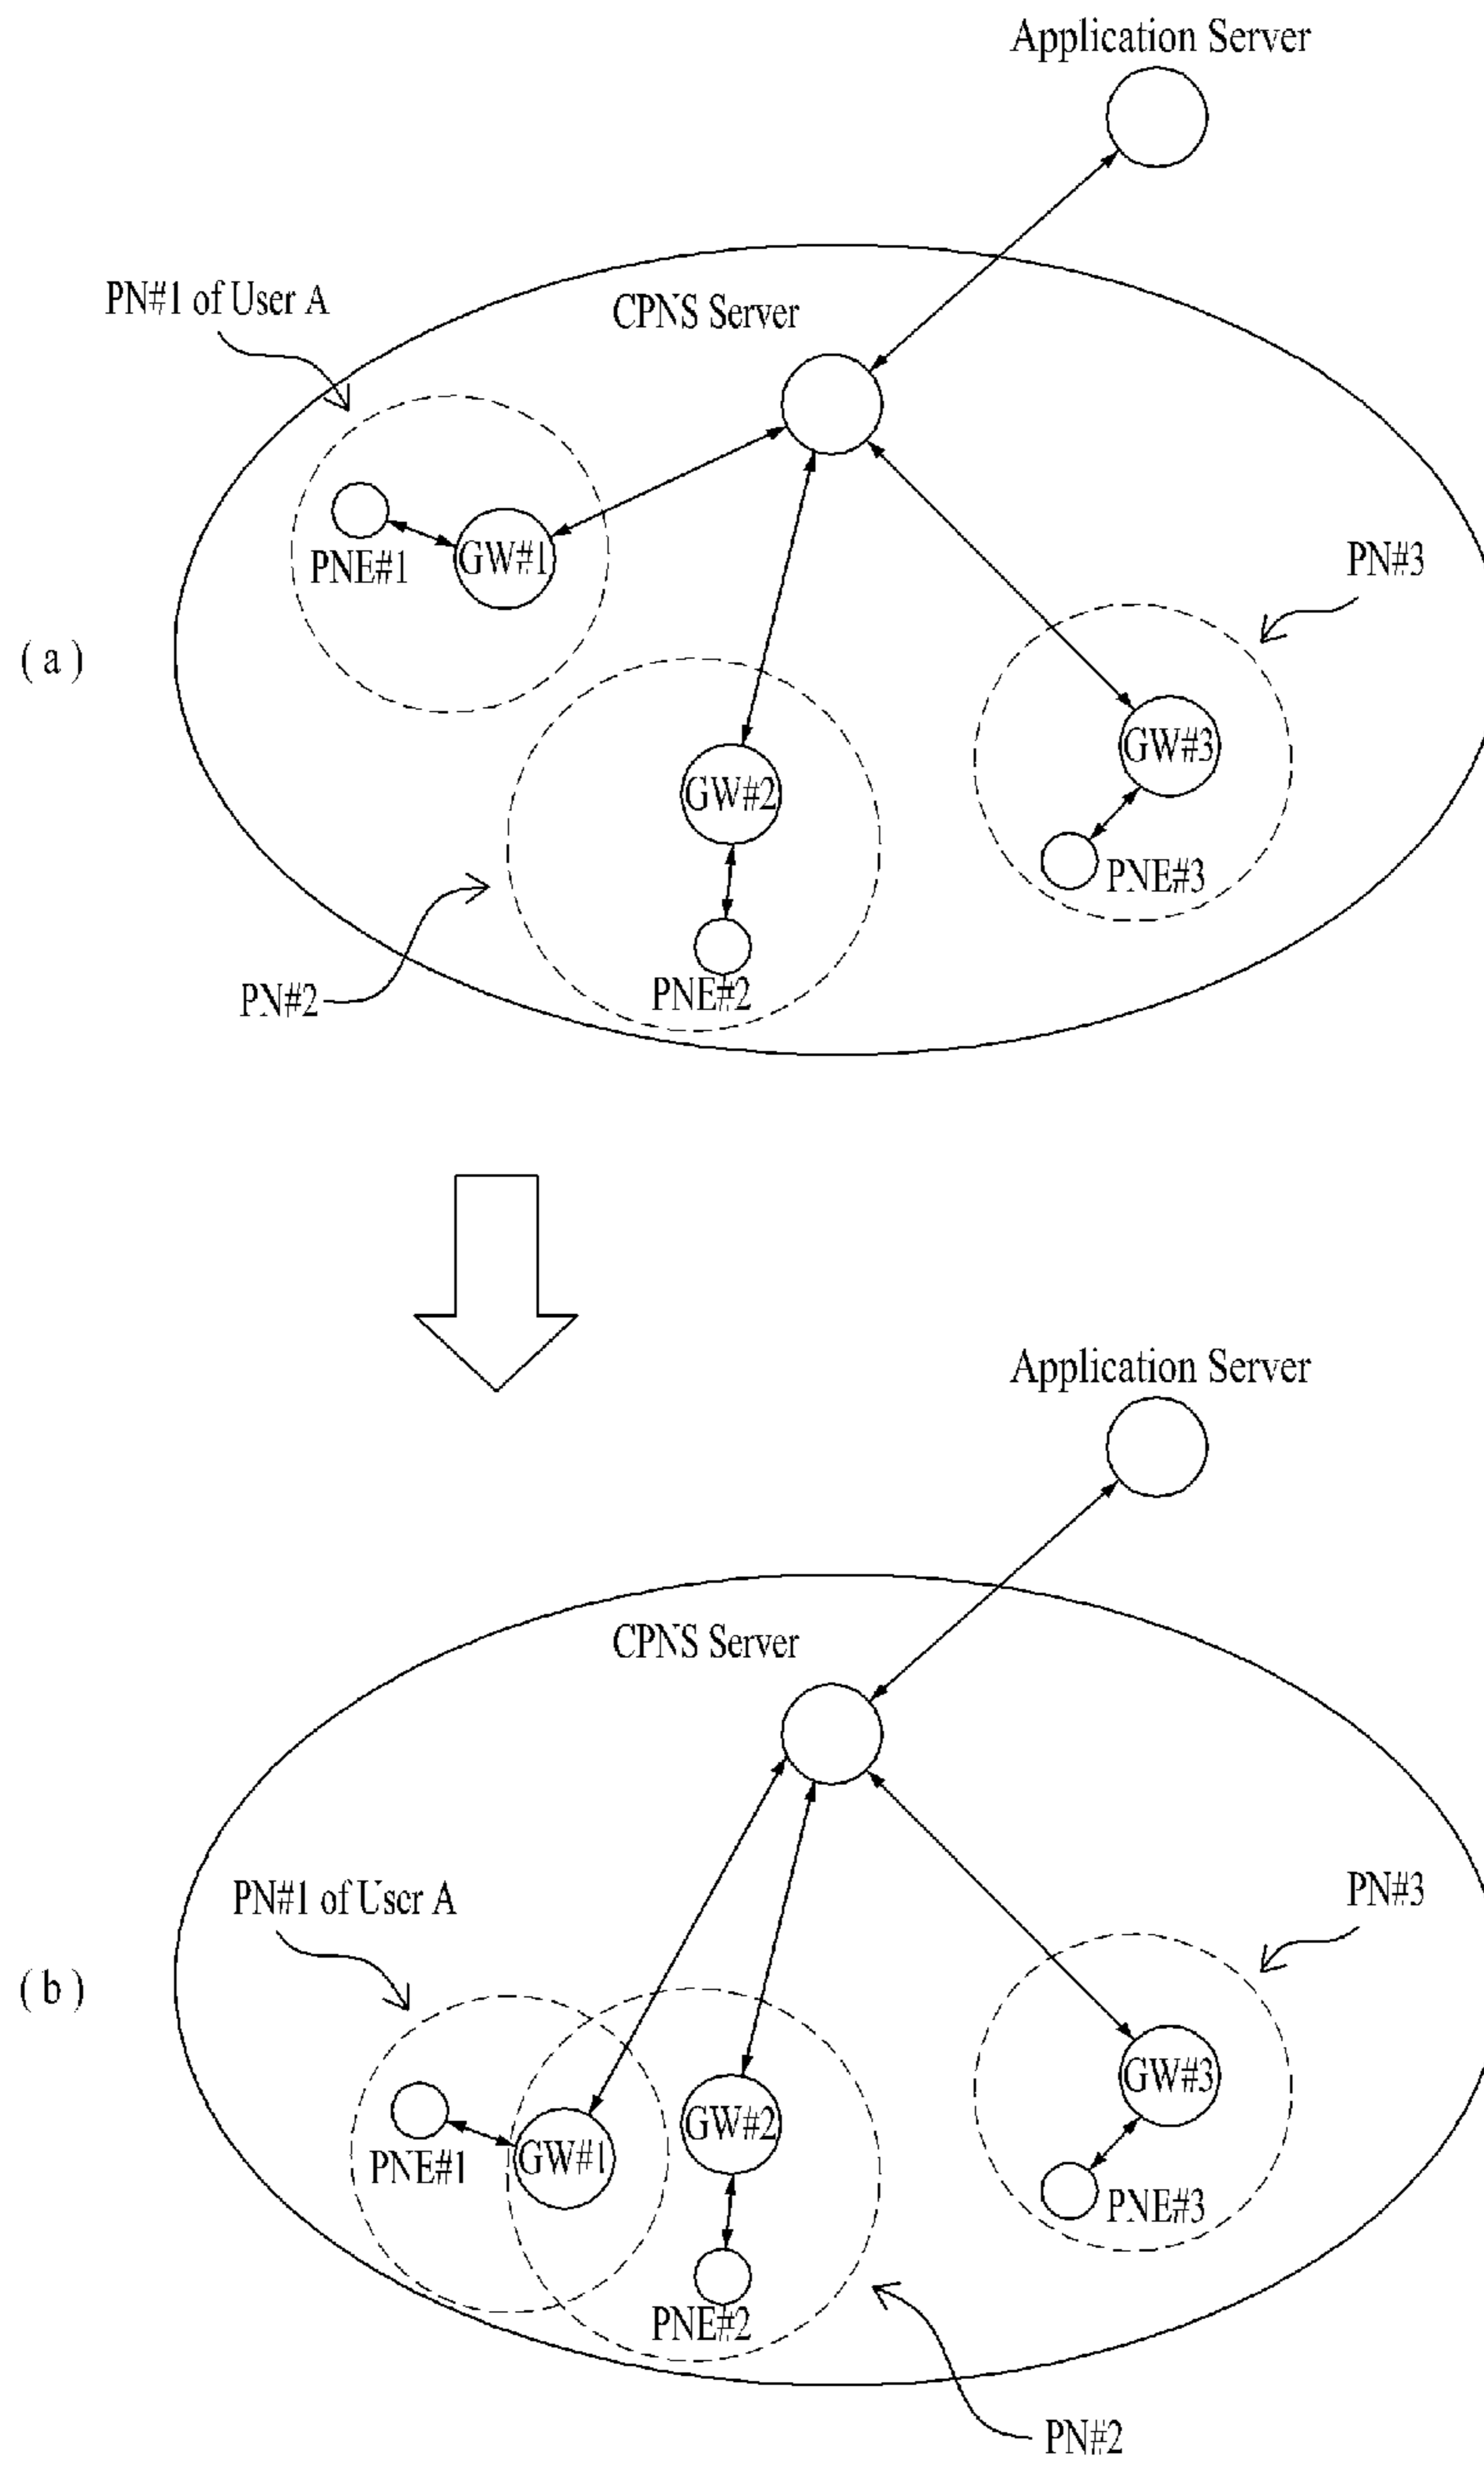 Application Server
PN#1 of User A
CPNS Server
PNE#1
GW#1
PN#3
( a )
GW#3
GW#2
PNE#3
PN#2
PNE#2
Application Server
CPNS Server
PN#1 of User A
PN#3
( b )
GW#3
GW#2
PNE#1
GW#1
PNE#3
PNE#2
PN#2